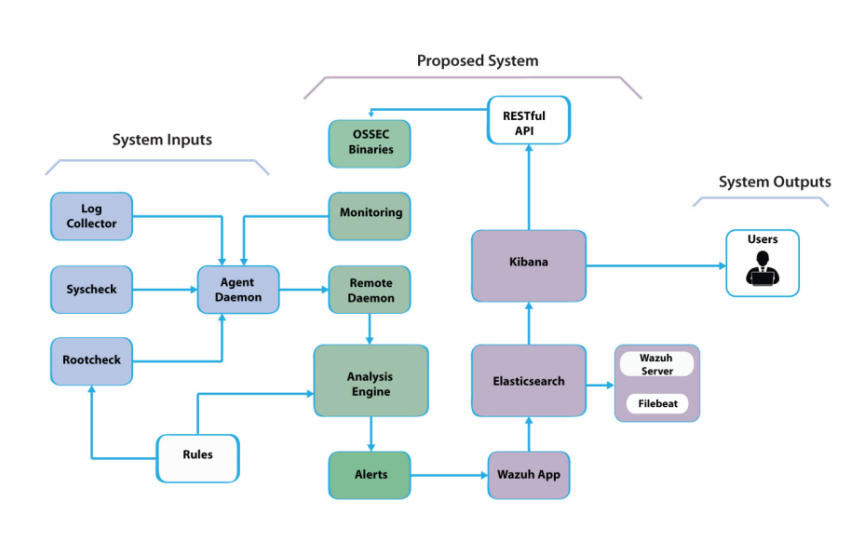 Proposed System
System Inputs
System Outputs
RESTful
API
OSSEC
Binaries
Log
Collector
Monitoring
Users
Kibana
Syscheck
Agent
Daemon
Remote
Daemon
Rootcheck
Analysis
Engine
Elasticsearch
Wazuh
Server
Filebeat
Rules
Alerts
Wazuh App